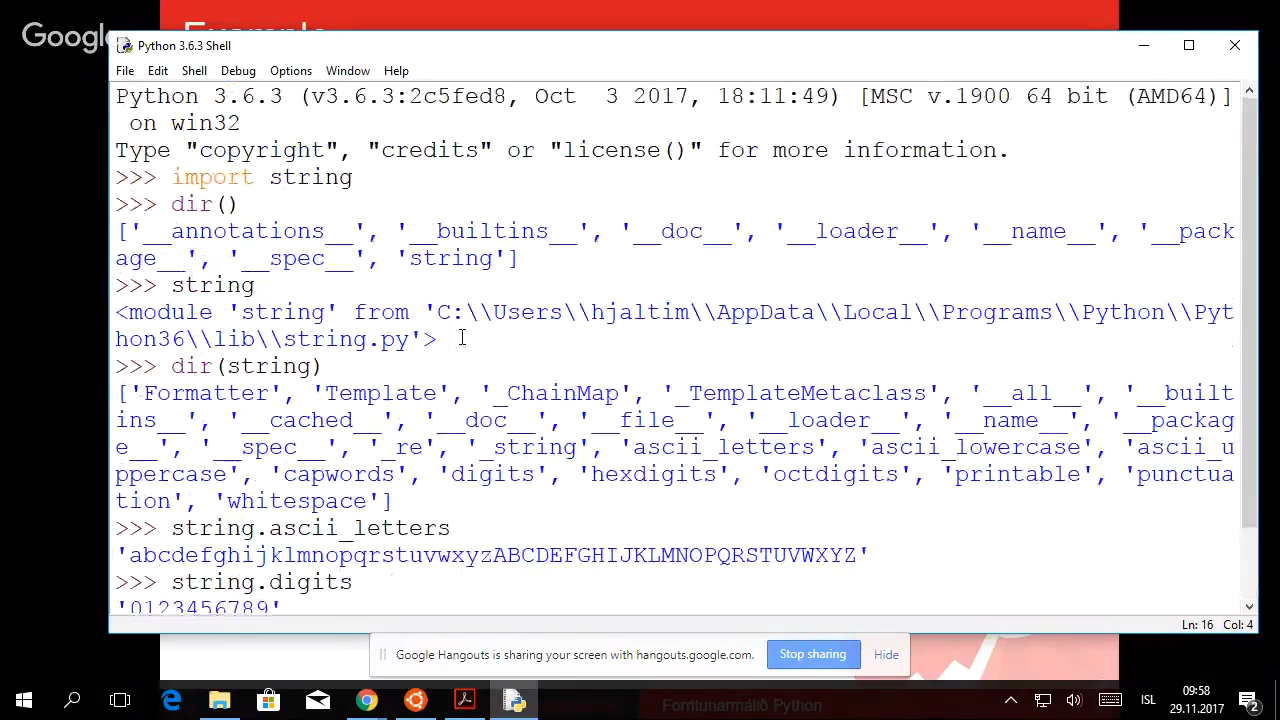 Google
Example
Python 3.6.3 Shell
File Edit Shell Debug Options Window Help
Python 3.6.3 (v3.6.3:2c5fed8, Oct  3 2017, 18:11:49) [MSC v.1900 64 bit (AMD64)]
on win32
Type "copyright", "credits" or "license()" for more information.
>>> import string
>>> dir()
['__annotations__', '__builtins__', '__doc__', '__loader__', '__name__', '__pack
age__', '__spec__', 'string']
>>> string
<module 'string' from 'C:\\Users\\hjaltim\\AppData\\Local\\Programs\\Python\\Pyt
hon36\\lib\\string.py'>
>>> dir(string)
['Formatter', 'Template', '_ChainMap', '_TemplateMetaclass', '__all__', '__built
ins__', '__cached__', '__doc__', '__file__', '__loader__', '__name__', '__packag
e__', '__spec__', '_re', '_string', 'ascii_letters', 'ascii_lowercase', 'ascii_u
ppercase', 'capwords', 'digits', 'hexdigits', 'octdigits', 'printable', 'punctua
tion', 'whitespace']
>>> string.ascii_letters
'abcdefghijklmnopqrstuvwxyzABCDEFGHIJKLMNOPQRSTUVWXYZ'
>>> string.digits
'0123456789'
Ln: 16 Col: 4
Google Hangouts is sharing your screen with hangouts.google.com. Stop sharing Hide
Forritunarmálið Python
ISL
09:58
29.11.2017
2